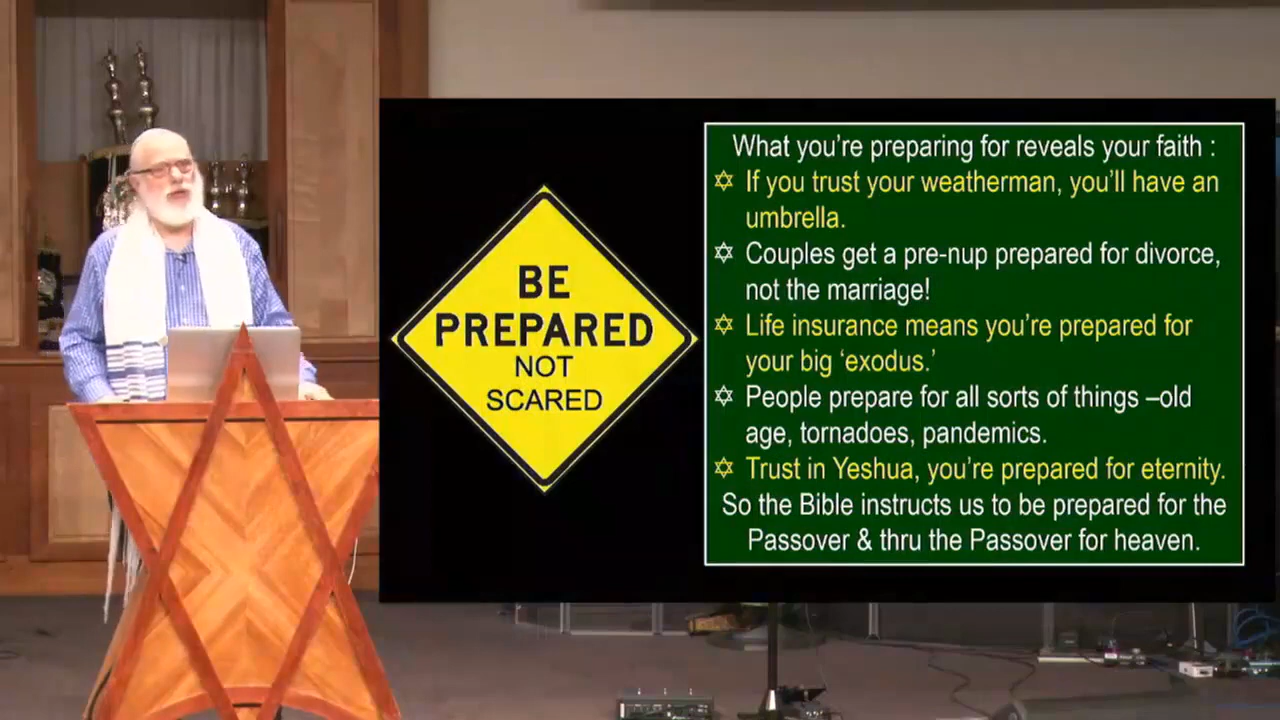 BE
PREPARED
NOT
SCARED
What you're preparing for reveals your faith :
✡ If you trust your weatherman, you'll have an
umbrella.
✡ Couples get a pre-nup prepared for divorce,
not the marriage!
✡ Life insurance means you're prepared for
your big ‘exodus.’
✡ People prepare for all sorts of things –old
age, tornadoes, pandemics.
✡ Trust in Yeshua, you're prepared for eternity.
So the Bible instructs us to be prepared for the
Passover & thru the Passover for heaven.